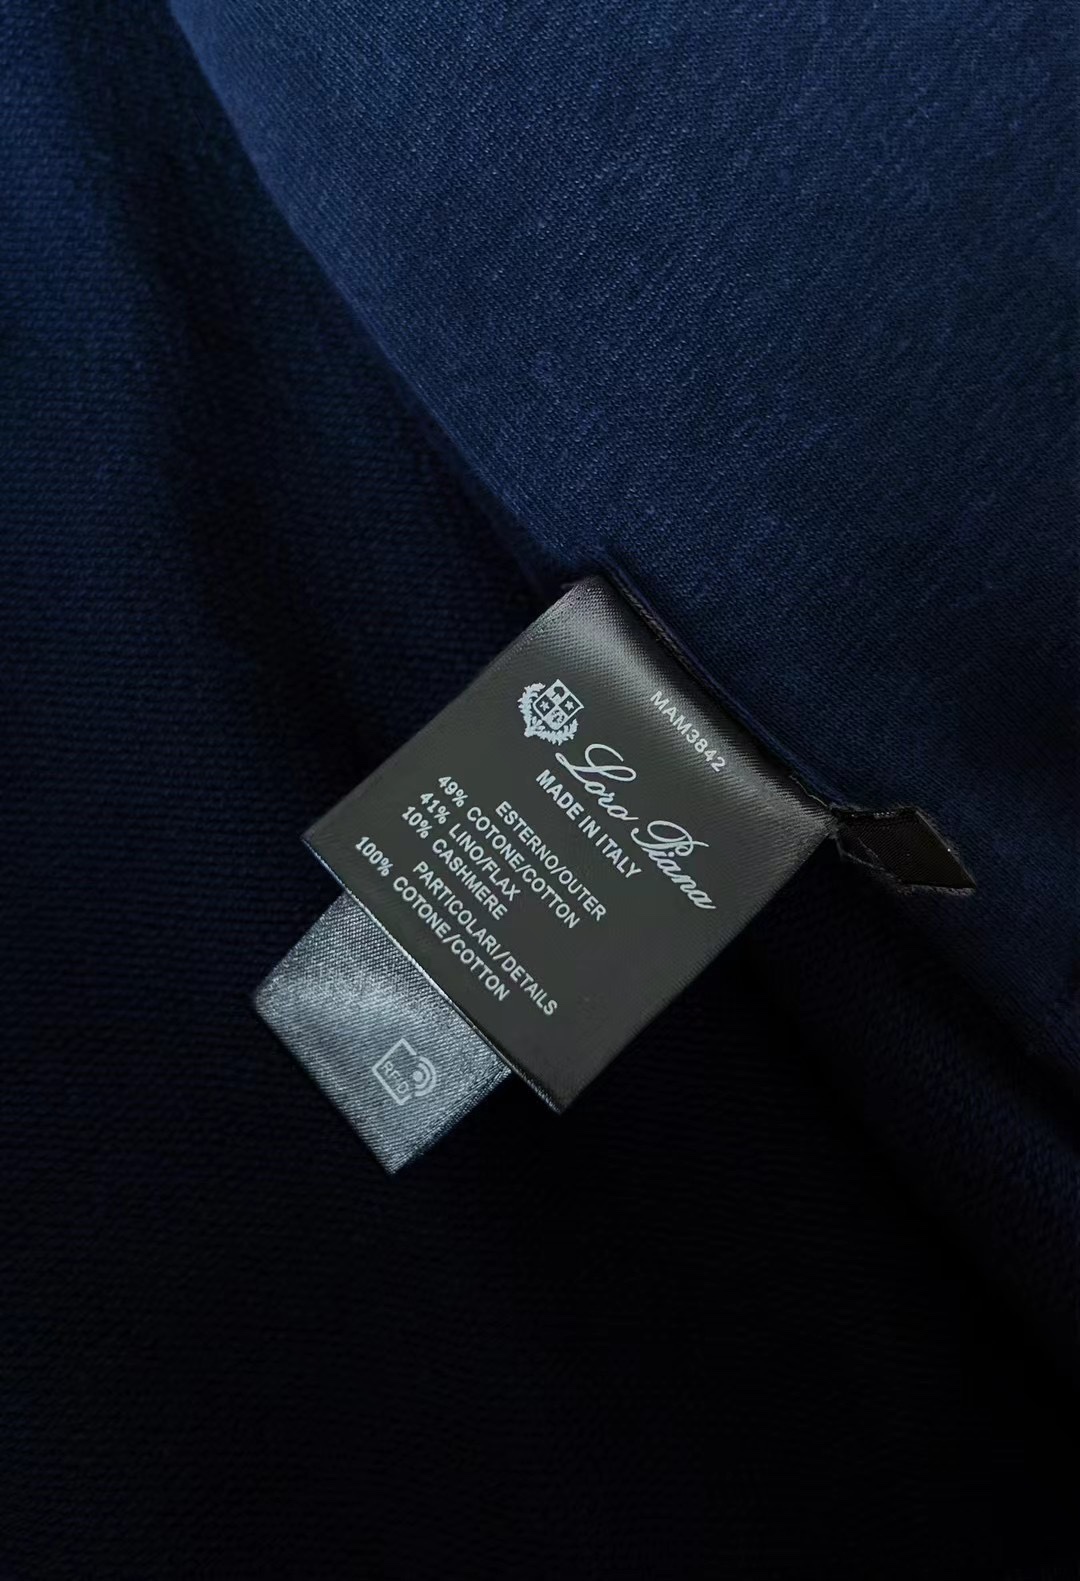 MAM3842
Loro Piana
MADE IN ITALY
ESTERNO/OUTER
49% COTONE/COTTON
41% LINO/FLAX
10% CASHMERE
PARTICOLARI/DETAILS
100% COTONE/COTTON
RFID